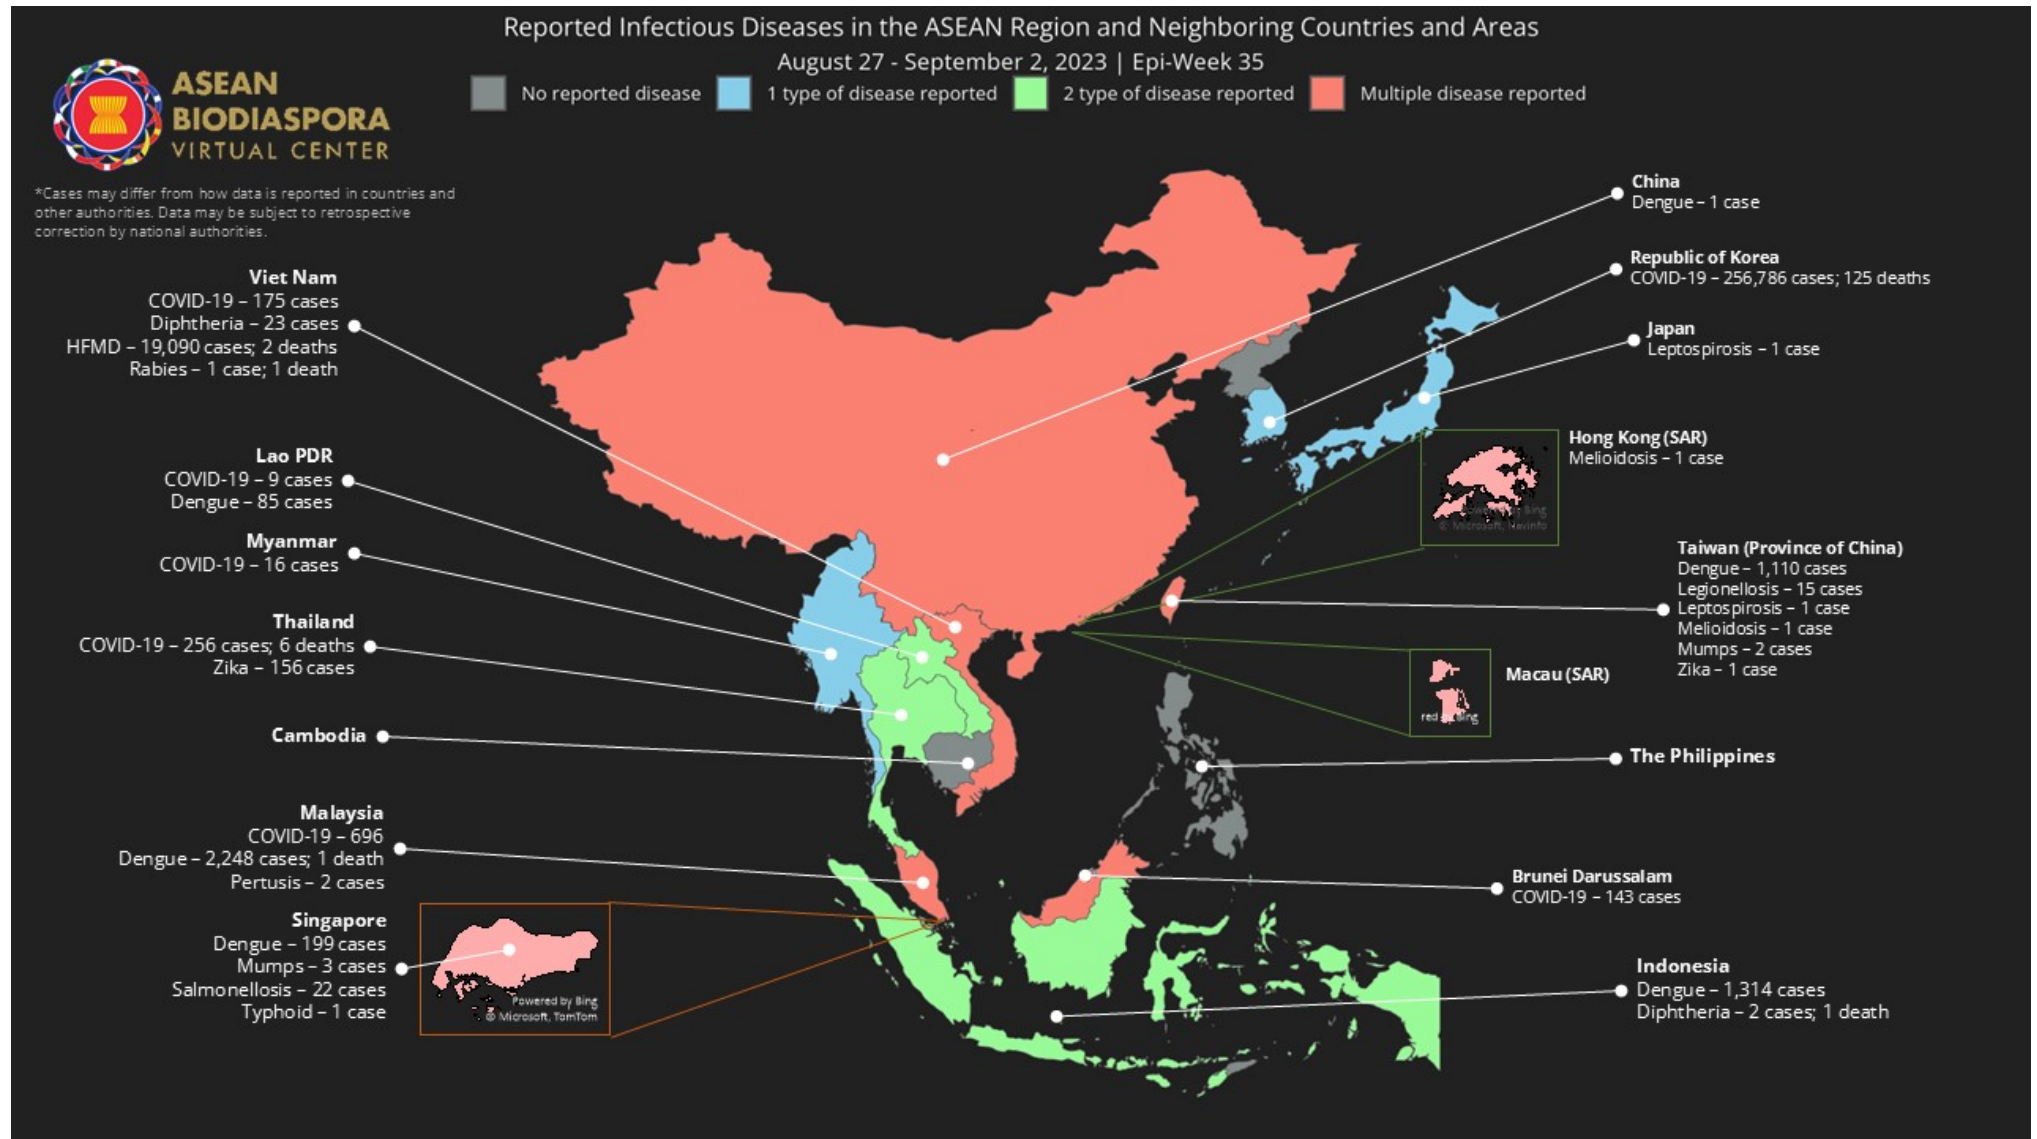 Reported Infectious Diseases in the ASEAN Region and Neighboring Countries and Areas
August 27 - September 2, 2023 | Epi-Week 35
No reported disease
1 type of disease reported
2 type of disease reported
Multiple disease reported
ASEAN
BIODIASPORA
VIRTUAL CENTER
*Cases may differ from how data is reported in countries and
other authorities. Data may be subject to retrospective
correction by national authorities.
Viet Nam
COVID-19 – 175 cases
Diphtheria – 23 cases
HFMD – 19,090 cases; 2 deaths
Rabies – 1 case; 1 death
Lao PDR
COVID-19 – 9 cases
Dengue – 85 cases
Myanmar
COVID-19 – 16 cases
Thailand
COVID-19 – 256 cases; 6 deaths
Zika – 156 cases
Cambodia
Malaysia
COVID-19 – 696
Dengue – 2,248 cases; 1 death
Pertusis – 2 cases
Singapore
Dengue – 199 cases
Mumps – 3 cases
Salmonellosis – 22 cases
Typhoid – 1 case
Powered by Bing
© Microsoft, TomTom
China
Dengue – 1 case
Republic of Korea
COVID-19 – 256,786 cases; 125 deaths
Japan
Leptospirosis – 1 case
Hong Kong (SAR)
Melioidosis – 1 case
Powered by Bing
© Microsoft, Navinfo
Taiwan (Province of China)
Dengue – 1,110 cases
Legionellosis – 15 cases
Leptospirosis – 1 case
Melioidosis – 1 case
Mumps – 2 cases
Zika – 1 case
Macau (SAR)
red by Bing
The Philippines
Brunei Darussalam
COVID-19 – 143 cases
Indonesia
Dengue – 1,314 cases
Diphtheria – 2 cases; 1 death